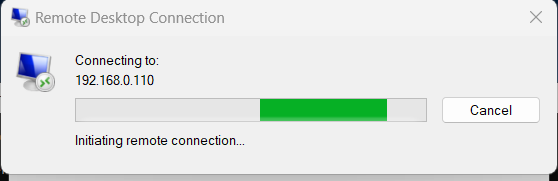 Remote Desktop Connection
Connecting to:
192.168.0.110
Cancel
Initiating remote connection...